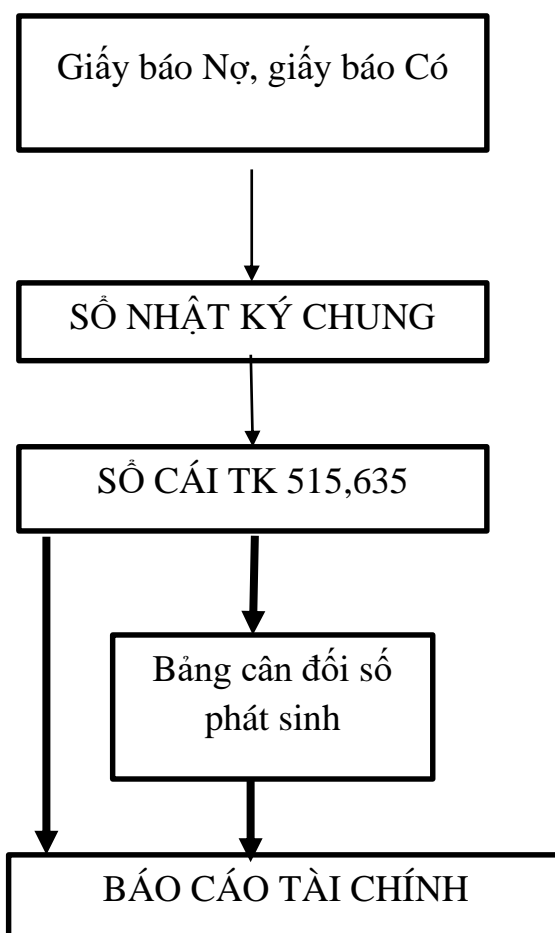 Giấy báo Nợ, giấy báo Có
SỔ NHẬT KÝ CHUNG
SỔ CÁI TK 515,635
Bảng cân đối số
phát sinh
BÁO CÁO TÀI CHÍNH